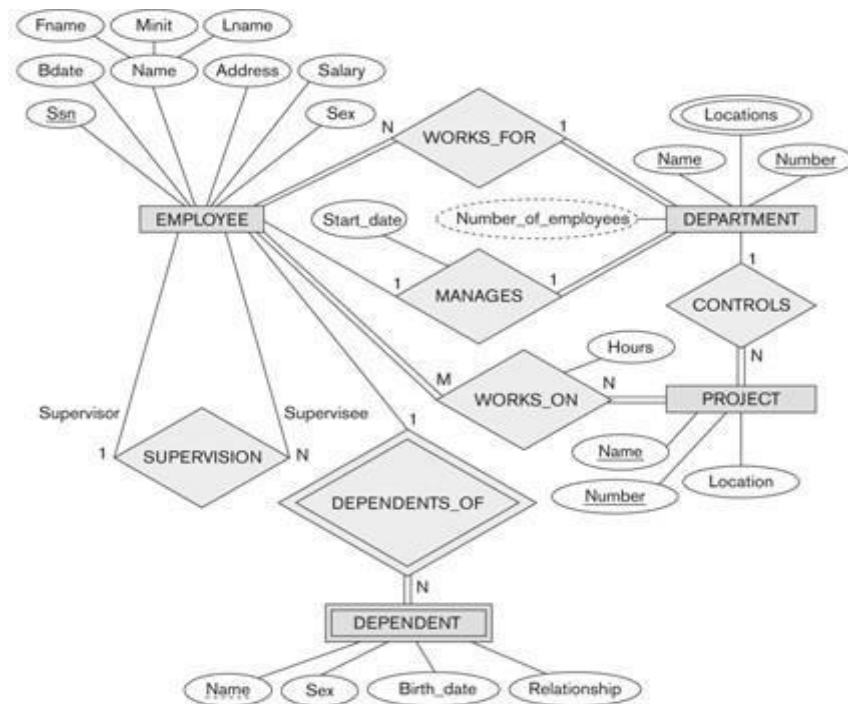 Fname Minit Lname
Bdate Name Address Salary
Ssn Sex
N WORKS_FOR 1
Locations
Name Number
EMPLOYEE
Start_date
Number_of_employees
DEPARTMENT
1 MANAGES 1
1
CONTROLS
N
Hours
M WORKS_ON N
PROJECT
Name
Number
Location
Supervisor Supervisee
1 SUPERVISION N
1
DEPENDENTS_OF
N
DEPENDENT
Name Sex Birth_date Relationship